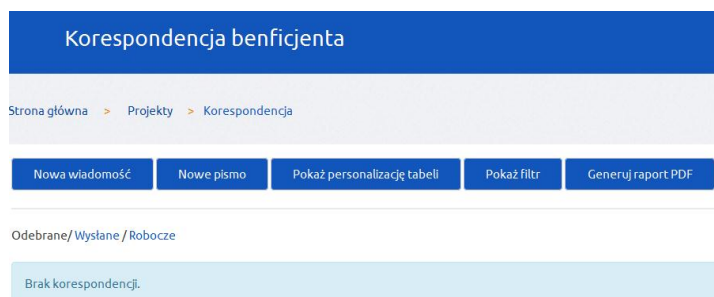 Korespondencja benficjenta
Strona główna > Projekty > Korespondencja
Nowa wiadomość Nowe pismo Pokaż personalizację tabeli Pokaż filtr Generuj raport PDF
Odebrane/ Wysłane / Robocze
Brak korespondencji.